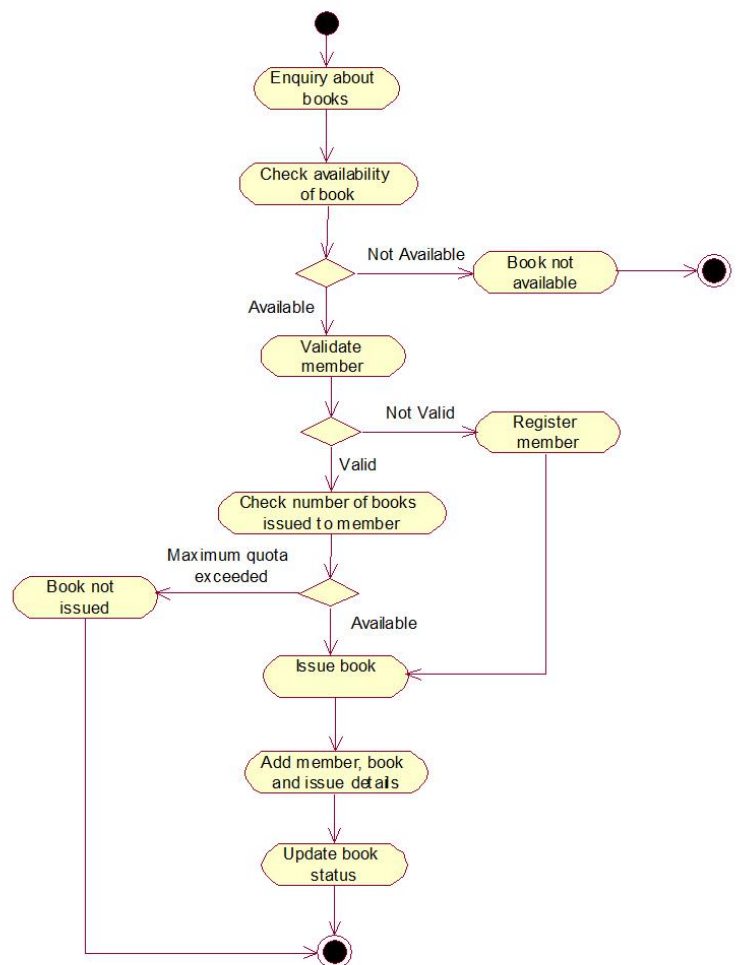 Enquiry about
books
Check availability
of book
Not Available
Book not
available
Available
Validate
member
Not Valid
Register
member
Valid
Check number of books
issued to member
Maximum quota
exceeded
Book not
issued
Available
Issue book
Add member, book
and issue details
Update book
status